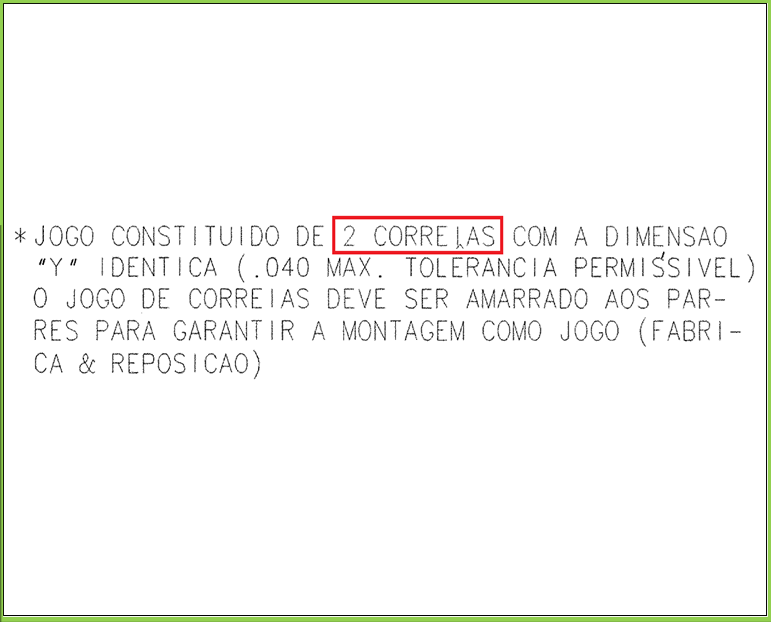 * JOGO CONSTITUIDO DE 2 CORREIAS COM A DIMENSAO
"Y" IDENTICA (.040 MAX. TOLERANCIA PERMISSIVEL)
O JOGO DE CORREIAS DEVE SER AMARRADO AOS PAR-
RES PARA GARANTIR A MONTAGEM COMO JOGO (FABRI-
CA & REPOSICAO)